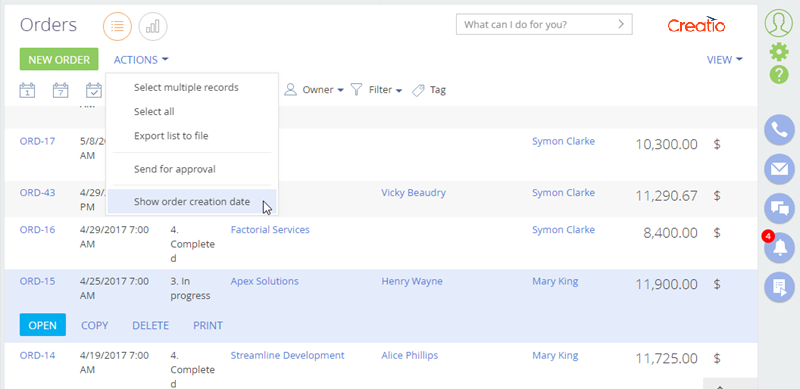 Orders
What can I do for you?
Creatio
NEW ORDER
ACTIONS
VIEW
1
7
Owner
Filter
Tag
Select multiple records
Select all
Export list to file
Send for approval
Show order creation date
AM
ORD-17
5/8/20
AM
Symon Clarke
10,300.00 $
ORD-43
4/29/
PM
Vicky Beaudry
Symon Clarke
11,290.67 $
ORD-16
4/29/2017 7:00
AM
4.
Complete
d
Factorial Services
Symon Clarke
8,400.00 $
ORD-15
4/25/2017 7:00
AM
3. In
progress
Apex Solutions
Henry Wayne
Mary King
11,900.00 $
OPEN
COPY
DELETE
PRINT
ORD-14
4/19/2017 7:00
AM
4.
Complete
d
Streamline Development
Alice Phillips
Mary King
11,725.00 $
?
4